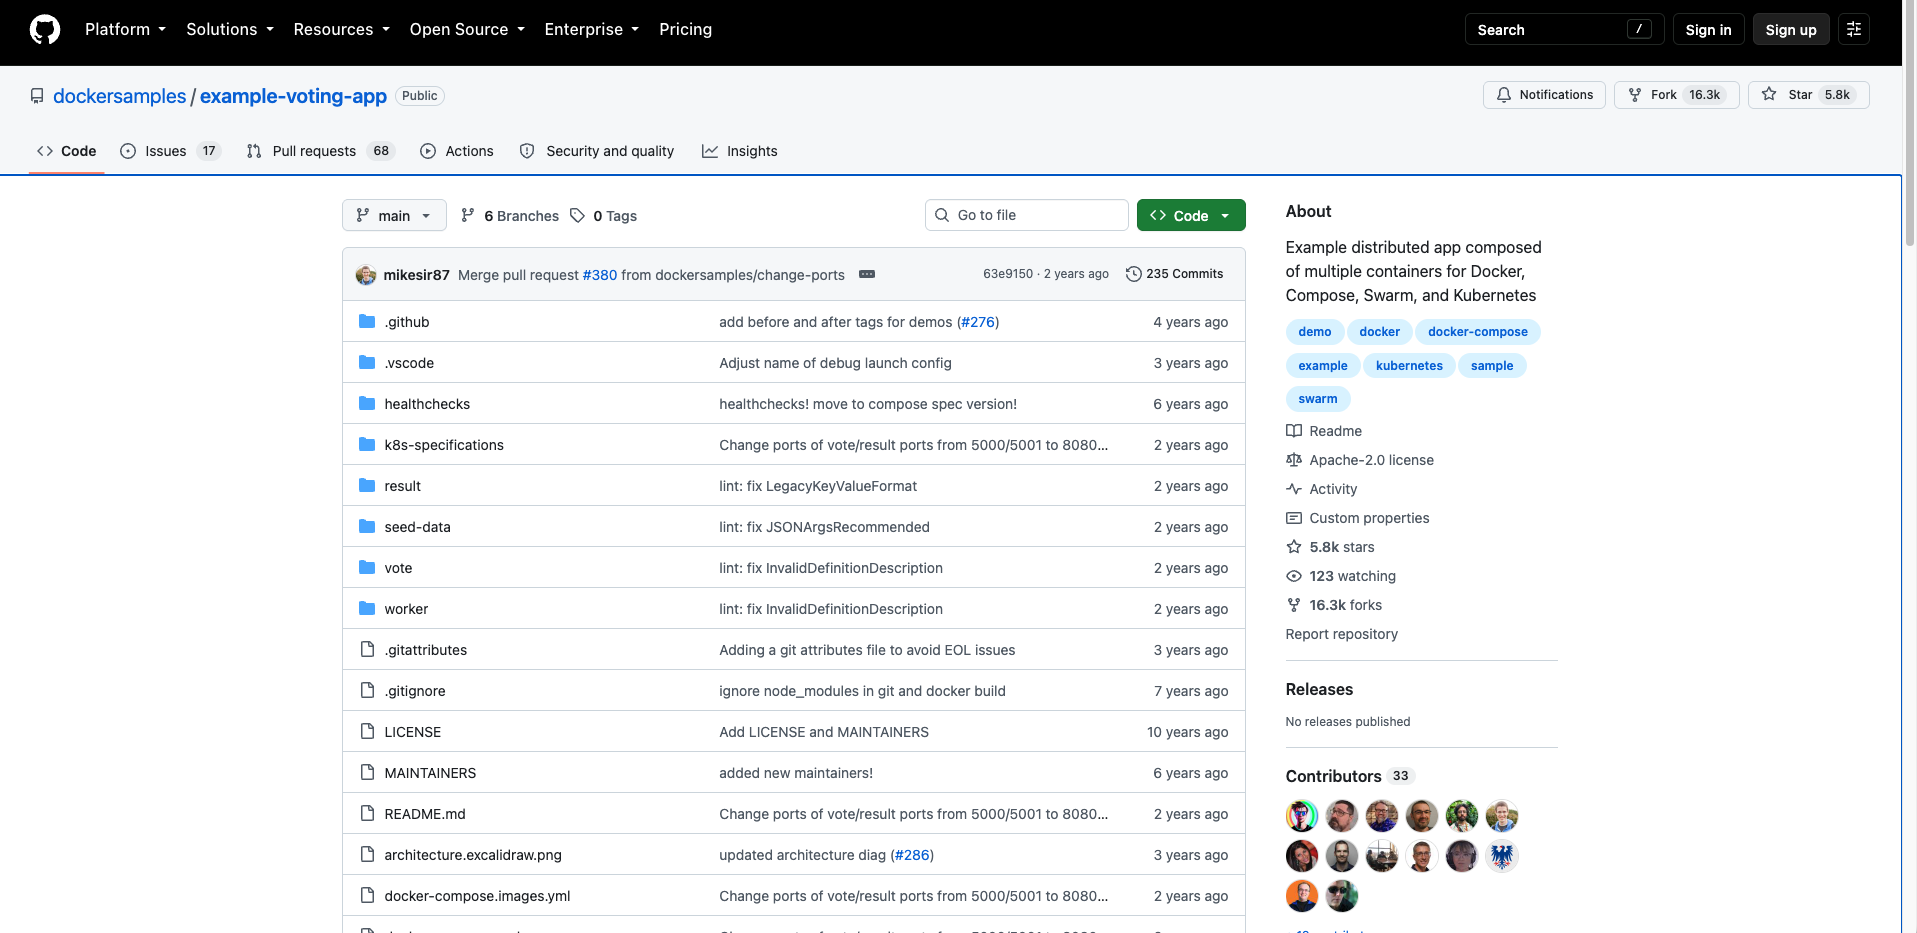 Platform Solutions Resources Open Source Enterprise Pricing Search / Sign in Sign up
dockersamples / example-voting-app Public Notifications Fork 16.3k Star 5.8k
Code Issues 17 Pull requests 68 Actions Security and quality Insights
main 6 Branches 0 Tags Go to file Code
mikesir87 Merge pull request #380 from dockersamples/change-ports 63e9150 · 2 years ago 235 Commits
.github add before and after tags for demos (#276) 4 years ago
.vscode Adjust name of debug launch config 3 years ago
healthchecks healthchecks! move to compose spec version! 6 years ago
k8s-specifications Change ports of vote/result ports from 5000/5001 to 8080... 2 years ago
result lint: fix LegacyKeyValueFormat 2 years ago
seed-data lint: fix JSONArgsRecommended 2 years ago
vote lint: fix InvalidDefinitionDescription 2 years ago
worker lint: fix InvalidDefinitionDescription 2 years ago
.gitattributes Adding a git attributes file to avoid EOL issues 3 years ago
.gitignore ignore node_modules in git and docker build 7 years ago
LICENSE Add LICENSE and MAINTAINERS 10 years ago
MAINTAINERS added new maintainers! 6 years ago
README.md Change ports of vote/result ports from 5000/5001 to 8080... 2 years ago
architecture.excalidraw.png updated architecture diag (#286) 3 years ago
docker-compose.images.yml Change ports of vote/result ports from 5000/5001 to 8080... 2 years ago
About
Example distributed app composed
of multiple containers for Docker,
Compose, Swarm, and Kubernetes
demo docker docker-compose
example kubernetes sample
swarm
Readme
Apache-2.0 license
Activity
Custom properties
5.8k stars
123 watching
16.3k forks
Report repository
Releases
No releases published
Contributors 33